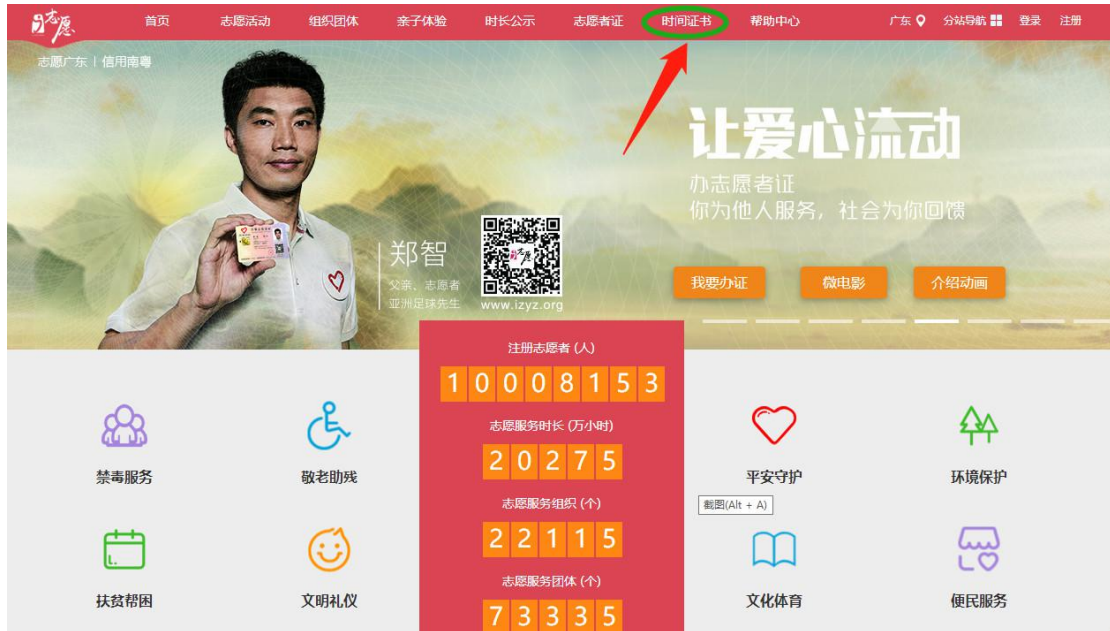 i志愿
首页 志愿活动 组织团体 亲子体验 时长公示 志愿者证 时间证书 帮助中心 广东 分站导航 登录 注册
志愿广东 | 信用南粤
让爱心流动
办志愿者证
你为他人服务，社会为你回馈
郑智
父亲、志愿者
亚洲足球先生
i志愿
www.izyz.org
我要办证 微电影 介绍动画
注册志愿者 (人)
10008153
志愿服务时长 (万小时)
20275
志愿服务组织 (个)
22115
志愿服务团体 (个)
73335
禁毒服务 敬老助残 平安守护 环境保护
截图(Alt + A)
扶贫帮困 文明礼仪 文化体育 便民服务